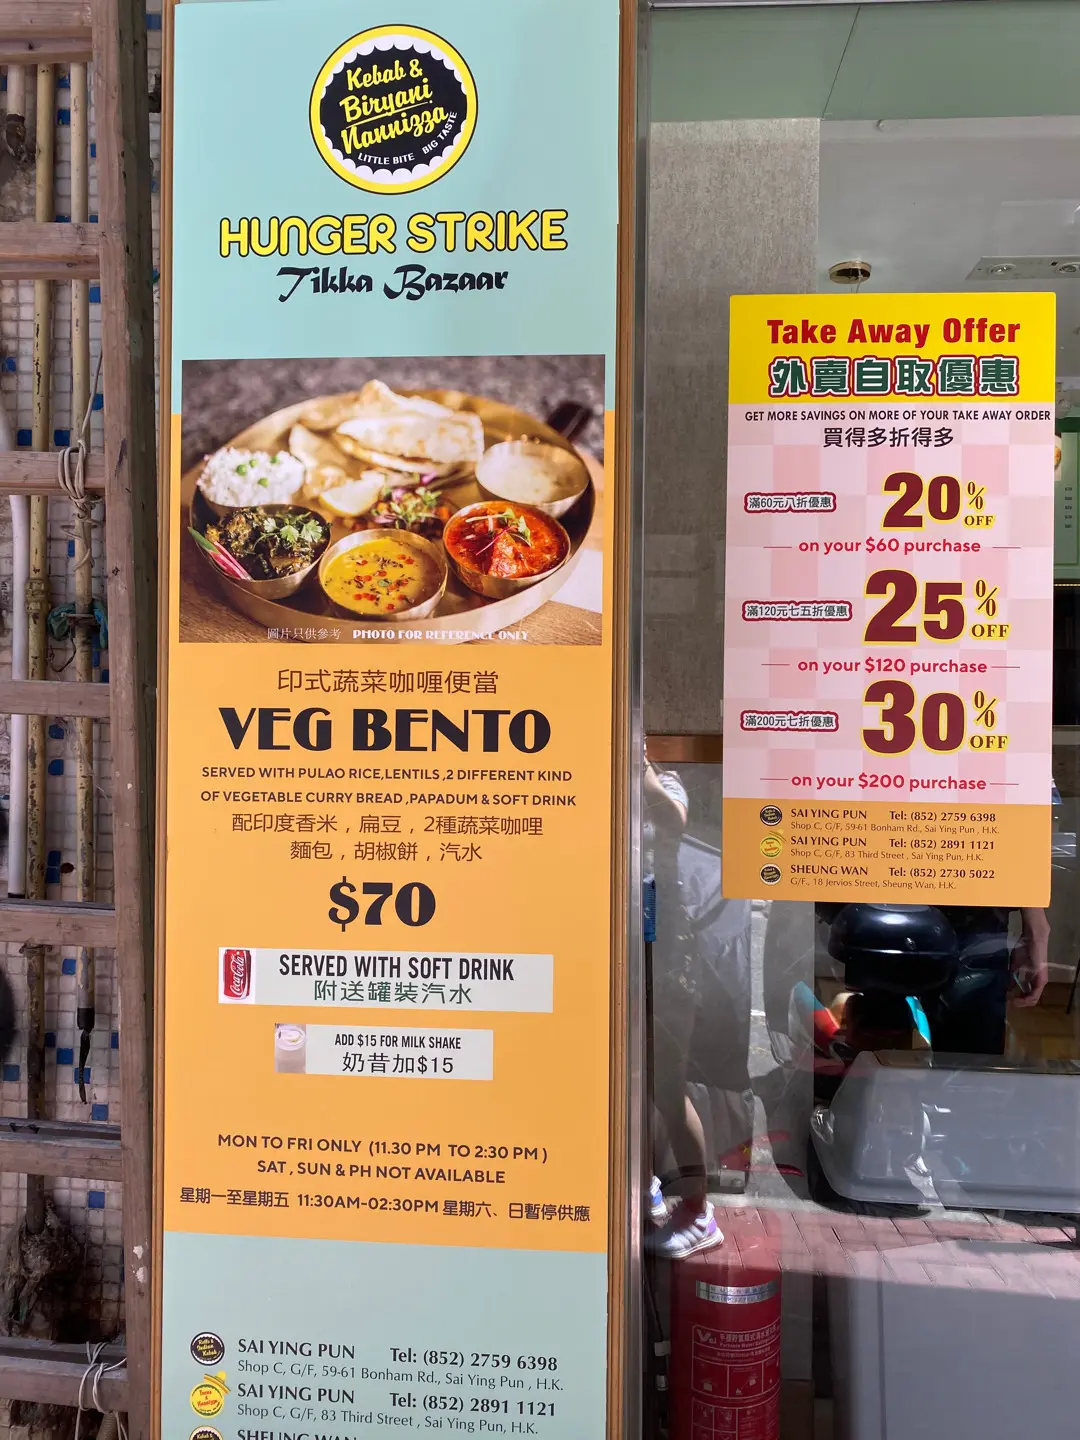 Kebab &
Biryani
Nannizza
LITTLE BITE BIG TASTE
HUNGER STRIKE
Tikka Bazaar
圖片只供參考 PHOTO FOR REFERENCE ONLY
印式蔬菜咖喱便當
VEG BENTO
SERVED WITH PULAO RICE,LENTILS ,2 DIFFERENT KIND
OF VEGETABLE CURRY BREAD ,PAPADUM & SOFT DRINK
配印度香米，扁豆，2種蔬菜咖哩
麵包，胡椒餅，汽水
$70
Coca-Cola
SERVED WITH SOFT DRINK
附送罐裝汽水
ADD $15 FOR MILK SHAKE
奶昔加$15
MON TO FRI ONLY (11.30 PM TO 2:30 PM )
SAT , SUN & PH NOT AVAILABLE
星期一至星期五 11:30AM-02:30PM 星期六、日暫停供應
SAI YING PUN Tel: (852) 2759 6398
Shop C, G/F, 59-61 Bonham Rd., Sai Ying Pun , H.K.
SAI YING PUN Tel: (852) 2891 1121
Shop C, G/F, 83 Third Street , Sai Ying Pun, H.K.
SHEUNG WAN
Take Away Offer
外賣自取優惠
GET MORE SAVINGS ON MORE OF YOUR TAKE AWAY ORDER
買得多折得多
滿60元八折優惠
20% OFF
on your $60 purchase
滿120元七五折優惠
25% OFF
on your $120 purchase
滿200元七折優惠
30% OFF
on your $200 purchase
SAI YING PUN Tel: (852) 2759 6398
Shop C, G/F, 59-61 Bonham Rd., Sai Ying Pun , H.K.
SAI YING PUN Tel: (852) 2891 1121
Shop C, G/F, 83 Third Street , Sai Ying Pun, H.K.
SHEUNG WAN Tel: (852) 2730 5022
G/F., 18 Jervios Street, Sheung Wan, H.K.